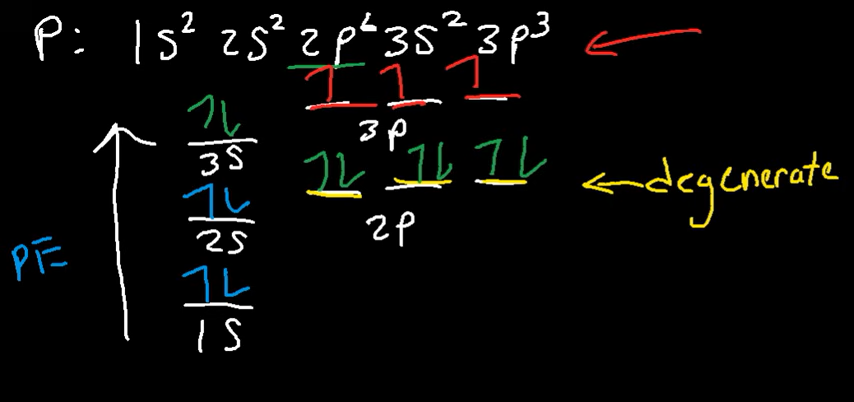 P: 1S² 2S² 2p⁶ 3S² 3p³
3p
3S
degenerate
2p
2S
PE
1S